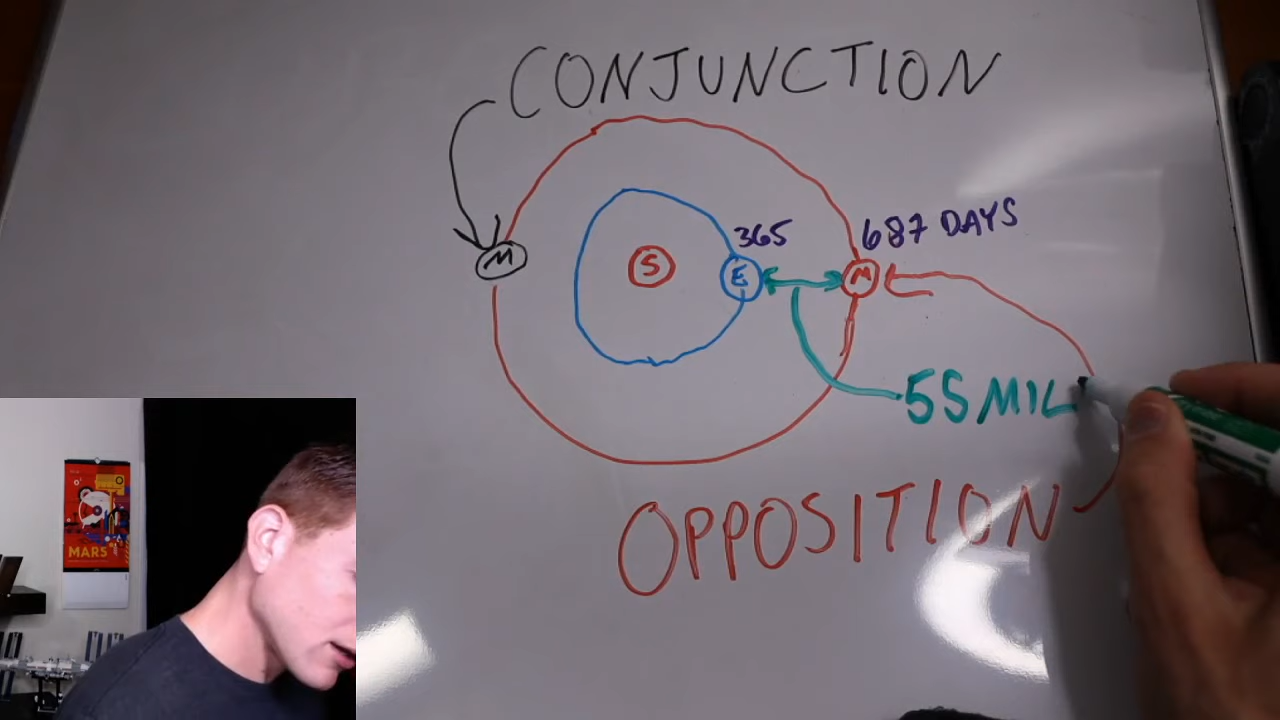 CONJUNCTION
365
687 DAYS
M
S
E
M
55 MIL
OPPOSITION
MARS